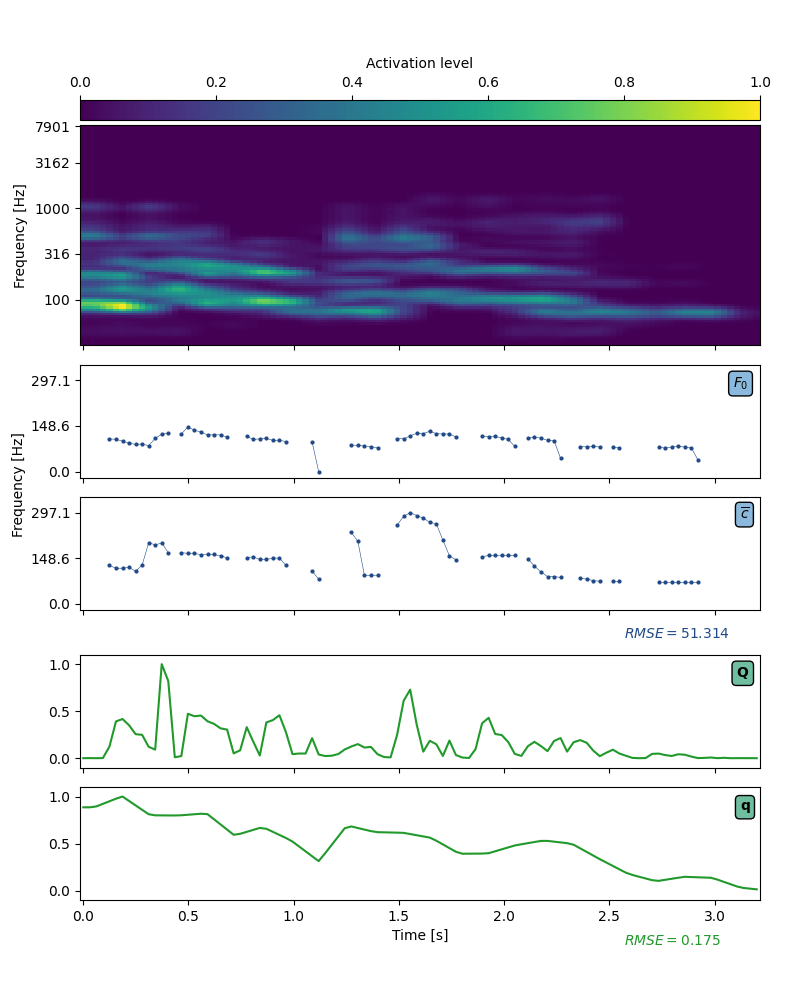 Activation level
0.0 0.2 0.4 0.6 0.8 1.0
7901
3162
1000
316
100
Frequency [Hz]
297.1
148.6
0.0
F₀
Frequency [Hz]
297.1
148.6
0.0
c̅
RMSE = 51.314
1.0
0.5
0.0
Q
1.0
0.5
0.0
q
0.0 0.5 1.0 1.5 2.0 2.5 3.0
Time [s]
RMSE = 0.175